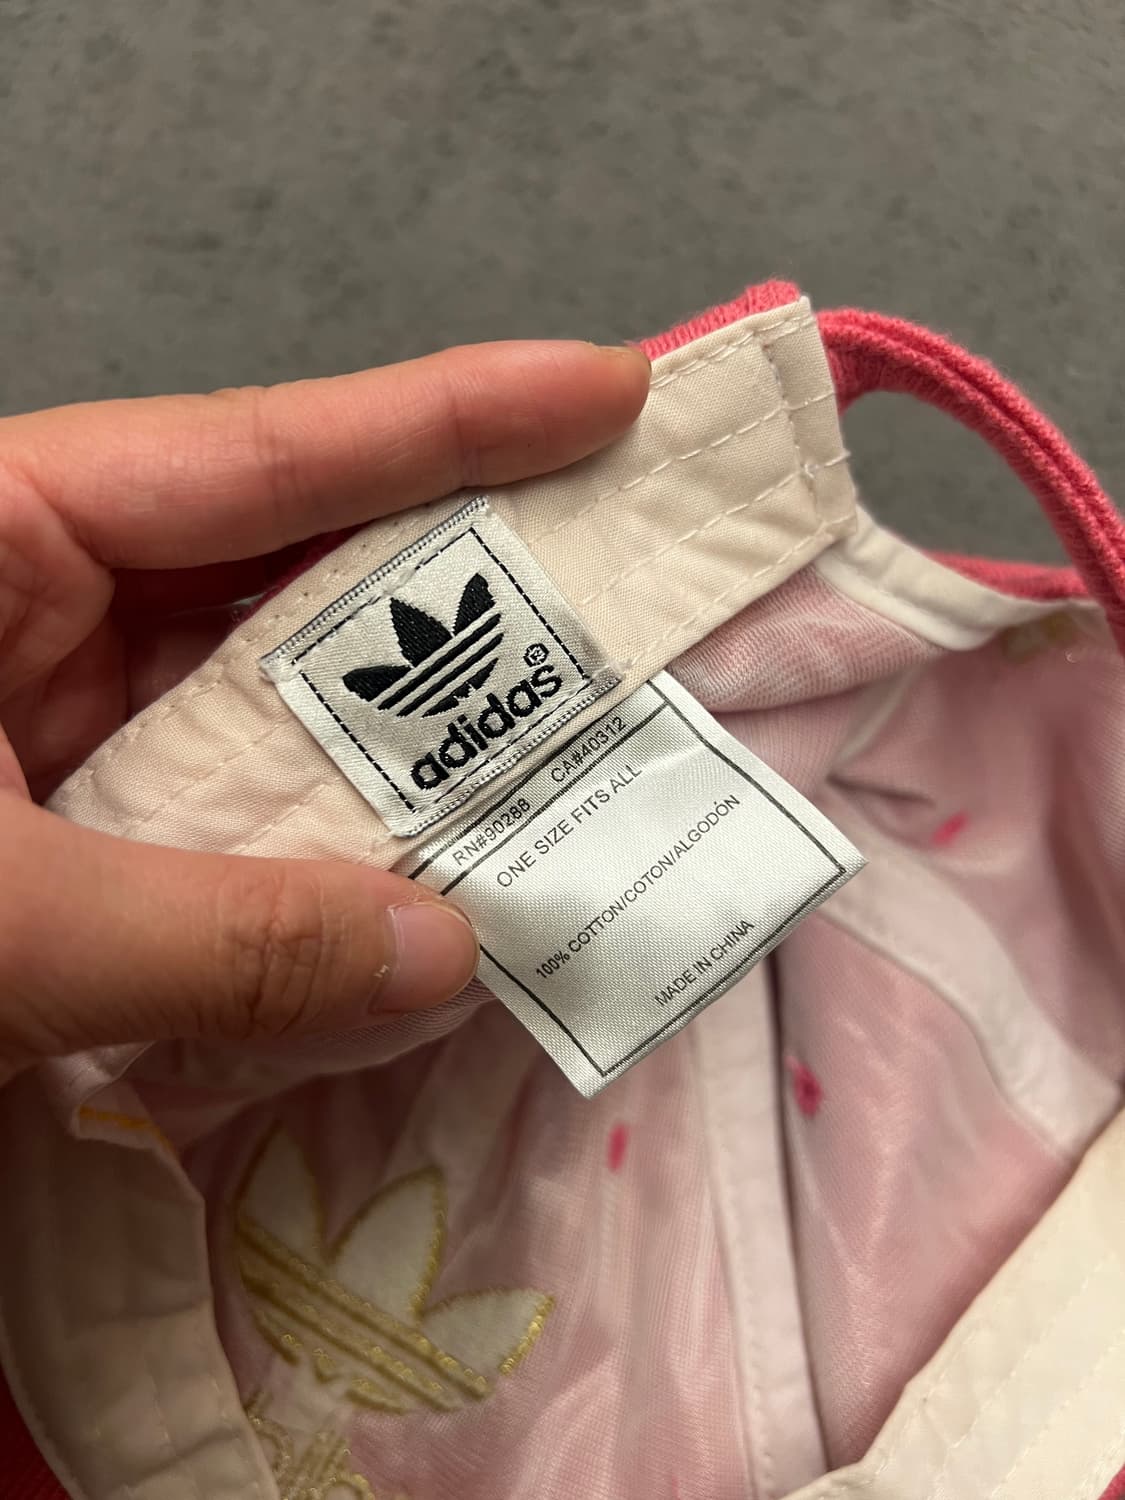 adidas®
RN#90288 CA#40312
ONE SIZE FITS ALL
100% COTTON/COTON/ALGODÓN
MADE IN CHINA